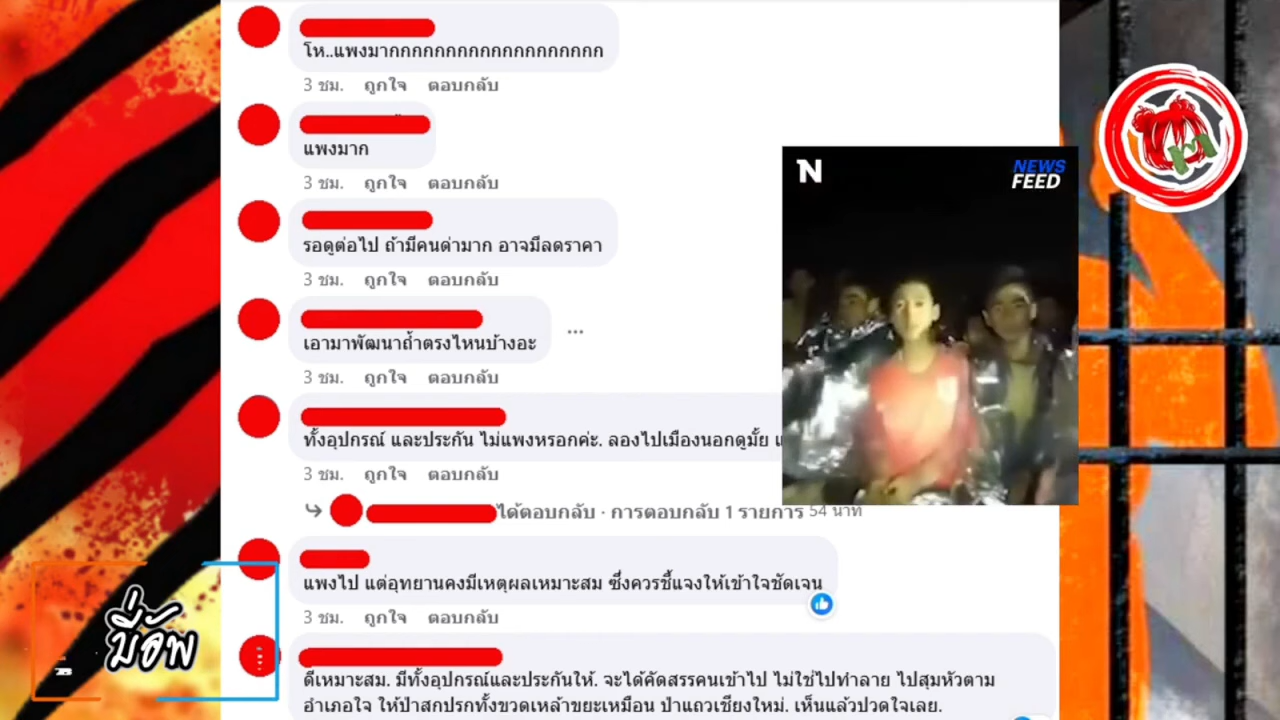 โห..แพงมากกกกกกกกกกกกกกกกกกกก
3 ชม. ถูกใจ ตอบกลับ
แพงมาก
3 ชม. ถูกใจ ตอบกลับ
รอดูต่อไป ถ้ามีคนด่ามาก อาจมีลดราคา
3 ชม. ถูกใจ ตอบกลับ
เอามาพัฒนาถ้ำตรงไหนบ้างอะ
3 ชม. ถูกใจ ตอบกลับ
ทั้งอุปกรณ์ และประกัน ไม่แพงหรอกค่ะ. ลองไปเมืองนอกดูมั้ย
3 ชม. ถูกใจ ตอบกลับ
ได้ตอบกลับ · การตอบกลับ 1 รายการ 54 นาที
แพงไป แต่อุทยานคงมีเหตุผลเหมาะสม ซึ่งควรชี้แจงให้เข้าใจชัดเจน
3 ชม. ถูกใจ ตอบกลับ
ดีเหมาะสม. มีทั้งอุปกรณ์และประกันให้. จะได้คัดสรรคนเข้าไป ไม่ใช่ไปทำลาย ไปสุมหัวตาม
อำเภอใจ ให้ป่าสกปรกทั้งขวดเหล้าขยะเหมือน ป่าแถวเชียงใหม่. เห็นแล้วปวดใจเลย.
N
NEWS
FEED
มี่อัพ